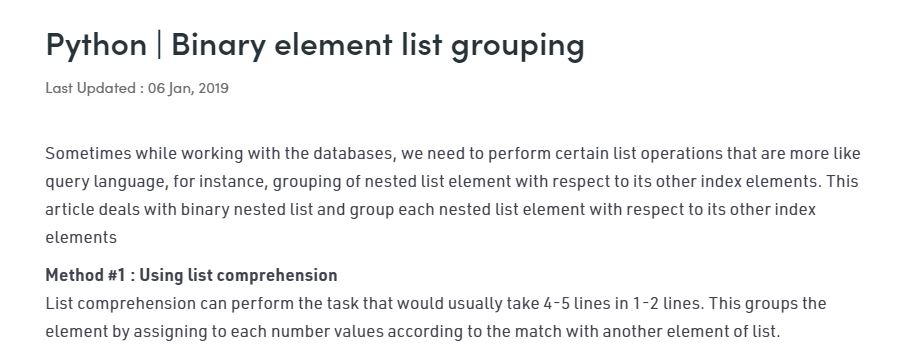 Python | Binary element list grouping
Last Updated : 06 Jan, 2019
Sometimes while working with the databases, we need to perform certain list operations that are more like
query language, for instance, grouping of nested list element with respect to its other index elements. This
article deals with binary nested list and group each nested list element with respect to its other index
elements
Method #1 : Using list comprehension
List comprehension can perform the task that would usually take 4-5 lines in 1-2 lines. This groups the
element by assigning to each number values according to the match with another element of list.